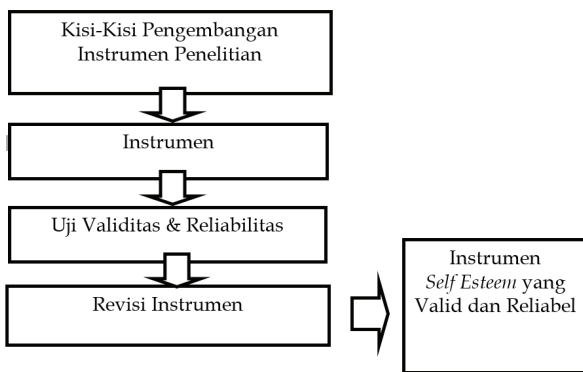 Kisi-Kisi Pengembangan
Instrumen Penelitian
Instrumen
Uji Validitas & Reliabilitas
Revisi Instrumen
Instrumen
Self Esteem yang
Valid dan Reliabel